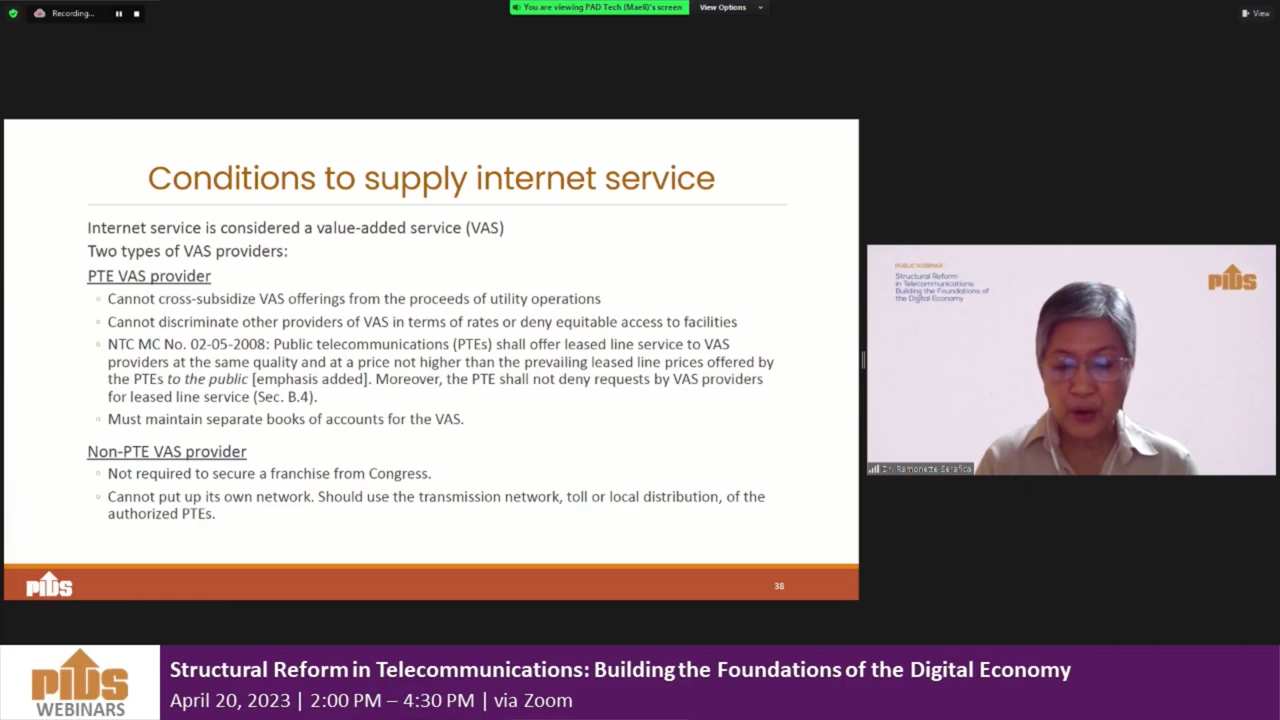 Recording...
You are viewing PAD Tech (Maeli)'s screen
View Options
View
Conditions to supply internet service
Internet service is considered a value-added service (VAS)
Two types of VAS providers:
PTE VAS provider
Cannot cross-subsidize VAS offerings from the proceeds of utility operations
Cannot discriminate other providers of VAS in terms of rates or deny equitable access to facilities
NTC MC No. 02-05-2008: Public telecommunications (PTEs) shall offer leased line service to VAS
providers at the same quality and at a price not higher than the prevailing leased line prices offered by
the PTEs to the public [emphasis added]. Moreover, the PTE shall not deny requests by VAS providers
for leased line service (Sec. B.4).
Must maintain separate books of accounts for the VAS.
Non-PTE VAS provider
Not required to secure a franchise from Congress.
Cannot put up its own network. Should use the transmission network, toll or local distribution, of the
authorized PTEs.
PIDS
38
PUBLIC WEBINAR
Structural Reform
in Telecommunications:
Building the Foundations of
the Digital Economy
PIDS
Dr. Ramonette Serafica
PIDS
WEBINARS
Structural Reform in Telecommunications: Building the Foundations of the Digital Economy
April 20, 2023 | 2:00 PM – 4:30 PM | via Zoom